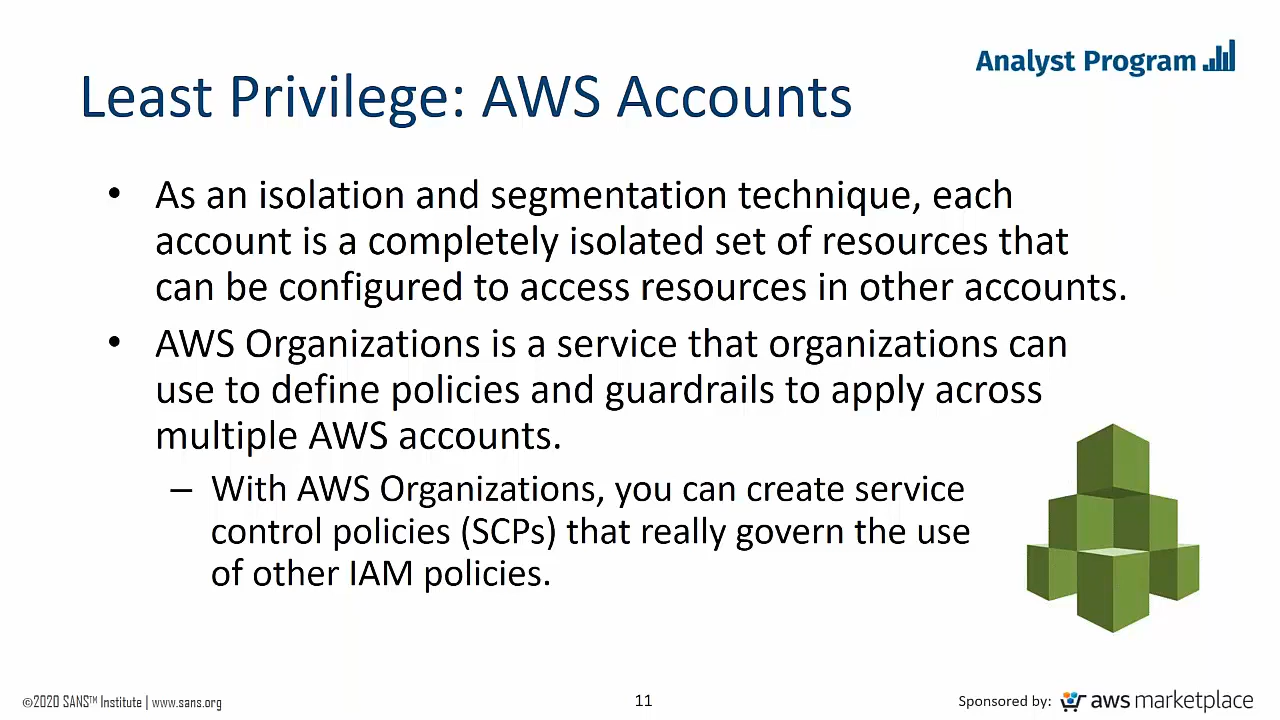 Analyst Program
Least Privilege: AWS Accounts
• As an isolation and segmentation technique, each
account is a completely isolated set of resources that
can be configured to access resources in other accounts.
• AWS Organizations is a service that organizations can
use to define policies and guardrails to apply across
multiple AWS accounts.
– With AWS Organizations, you can create service
control policies (SCPs) that really govern the use
of other IAM policies.
©2020 SANS™ Institute | www.sans.org
11
Sponsored by: aws marketplace